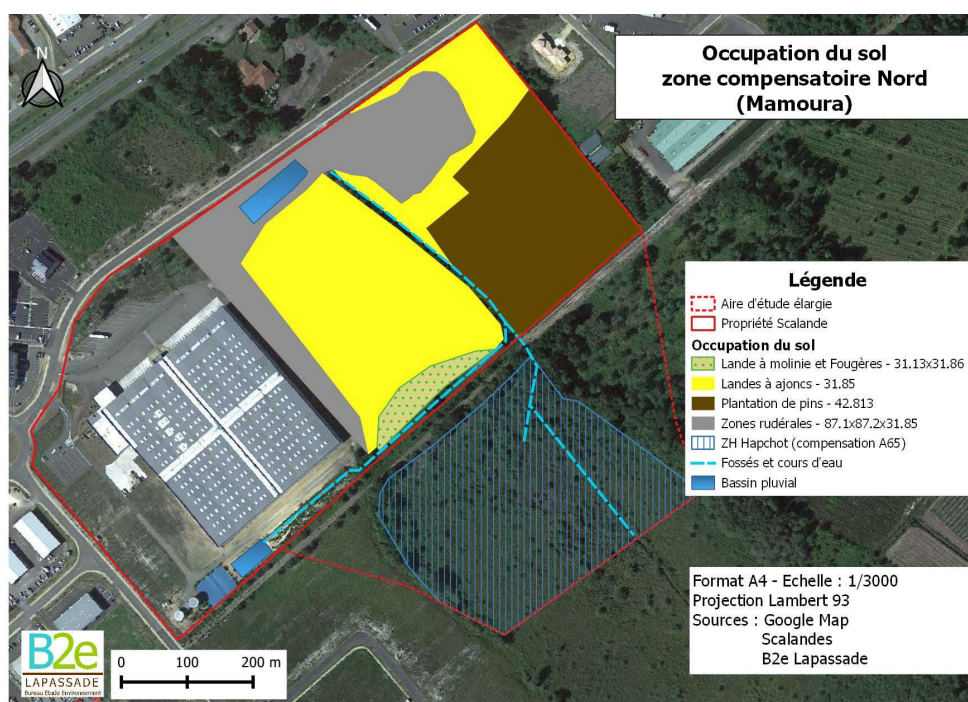 N
Occupation du sol
zone compensatoire Nord
(Mamoura)
Légende
Aire d'étude élargie
Propriété Scalande
Occupation du sol
Lande à molinie et Fougères - 31.13x31.86
Landes à ajoncs - 31.85
Plantation de pins - 42.813
Zones rudérales - 87.1x87.2x31.85
ZH Hapchot (compensation A65)
Fossés et cours d'eau
Bassin pluvial
Format A4 - Echelle : 1/3000
Projection Lambert 93
Sources : Google Map
Scalandes
B2e Lapassade
B2e
LAPASSADE
Bureau Etude Environnement
0 100 200 m